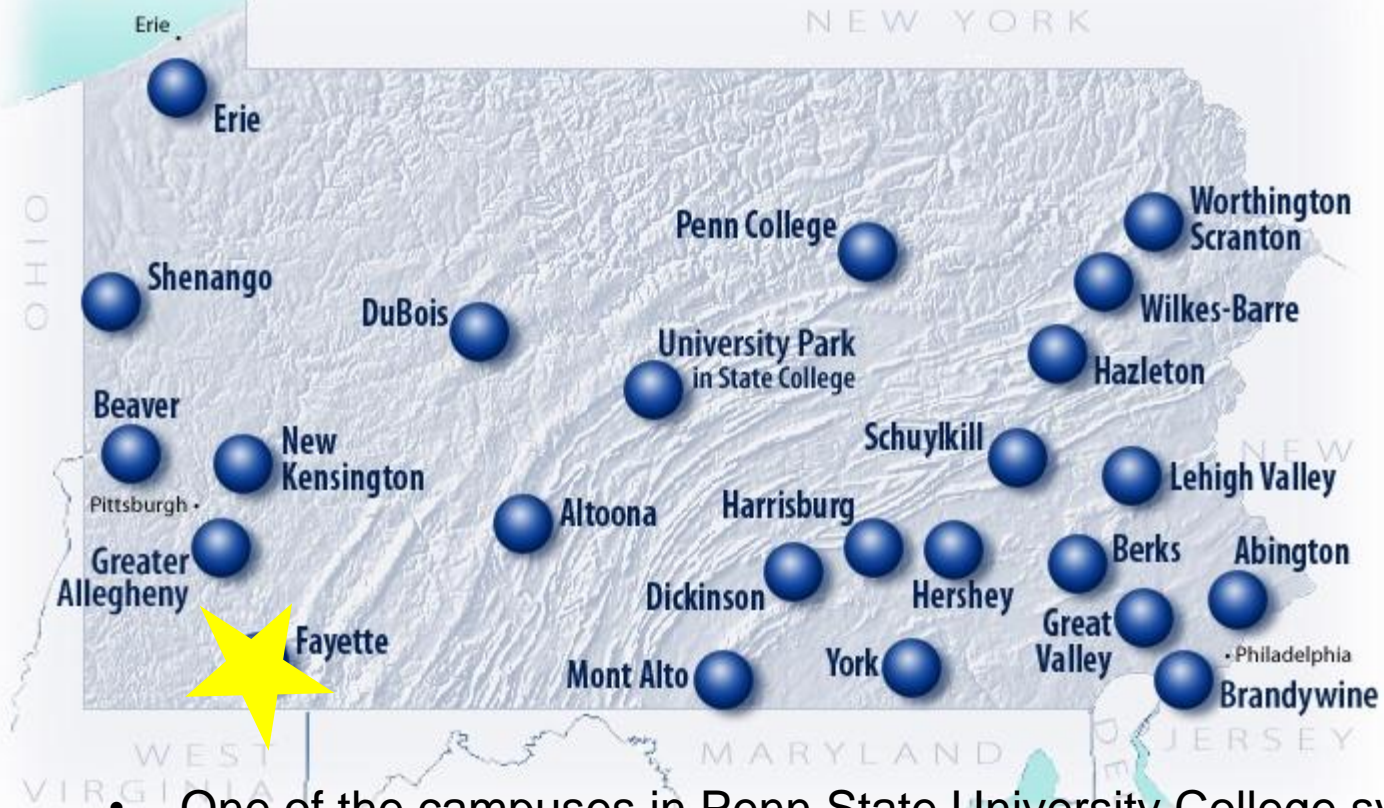 Erie
NEW YORK
Erie
OHIO
Worthington
Scranton
Penn College
Shenango
DuBois
Wilkes-Barre
University Park
in State College
Hazleton
Beaver
New
Kensington
Schuylkill
NEW
Lehigh Valley
Pittsburgh
Altoona
Harrisburg
Greater
Allegheny
Berks
Abington
Dickinson
Hershey
Great
Valley
Fayette
Mont Alto
York
Philadelphia
Brandywine
WEST
VIRGINIA
MARYLAND
DE
JERSEY
• One of the campuses in Penn State University College